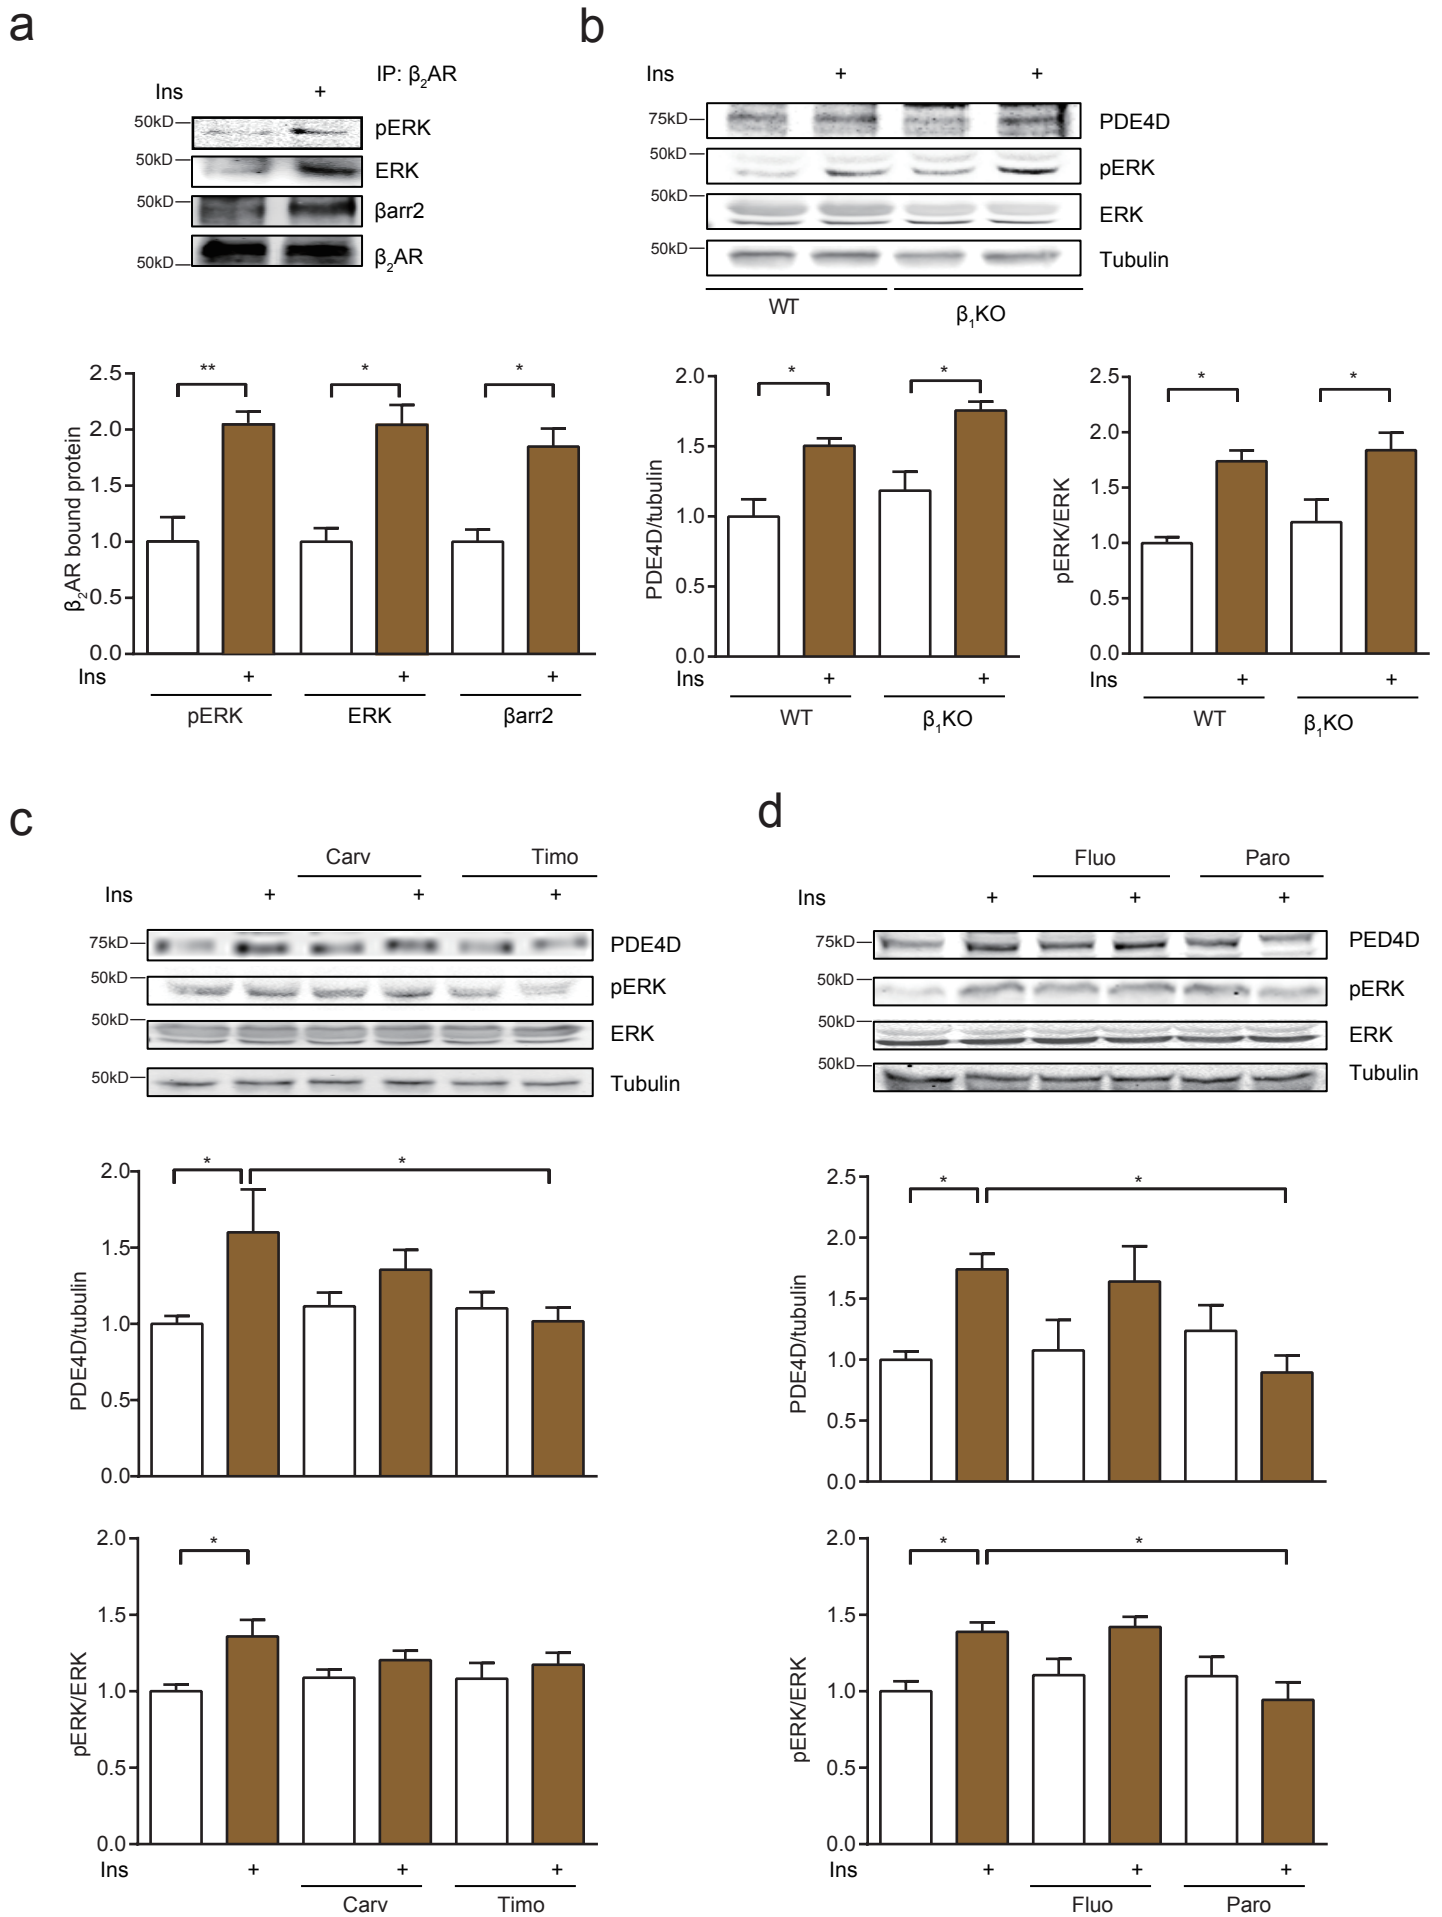 a
IP: β2AR
Ins +
50kD pERK
50kD ERK
50kD βarr2
50kD β2AR
** * *
2.5
2.0
1.5
1.0
0.5
0.0
β2AR bound protein
Ins + + +
pERK ERK βarr2
b
Ins + +
75kD PDE4D
50kD pERK
50kD ERK
50kD Tubulin
WT β1KO
* *
2.0
1.5
1.0
0.5
0.0
PDE4D/tubulin
Ins + +
WT β1KO
* *
2.5
2.0
1.5
1.0
0.5
0.0
pERK/ERK
Ins + +
WT β1KO
c
Carv Timo
Ins + + +
75kD PDE4D
50kD pERK
50kD ERK
50kD Tubulin
* *
2.0
1.5
1.0
0.5
0.0
PDE4D/tubulin
*
2.0
1.5
1.0
0.5
0.0
pERK/ERK
Ins + + +
Carv Timo
d
Fluo Paro
Ins + + +
75kD PED4D
50kD pERK
50kD ERK
50kD Tubulin
* *
2.5
2.0
1.5
1.0
0.5
0.0
PDE4D/tubulin
* *
2.0
1.5
1.0
0.5
0.0
pERK/ERK
Ins + + +
Fluo Paro